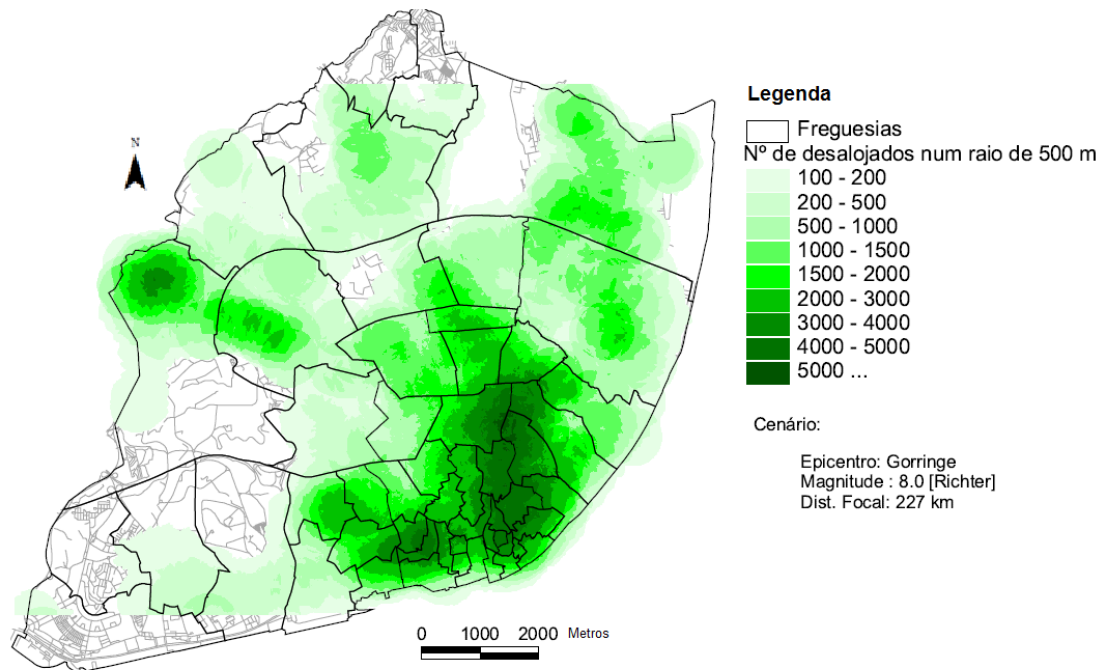 N
Legenda
Freguesias
Nº de desalojados num raio de 500 m
100 - 200
200 - 500
500 - 1000
1000 - 1500
1500 - 2000
2000 - 3000
3000 - 4000
4000 - 5000
5000 ...
Cenário:
Epicentro: Gorringe
Magnitude : 8.0 [Richter]
Dist. Focal: 227 km
0 1000 2000 Metros